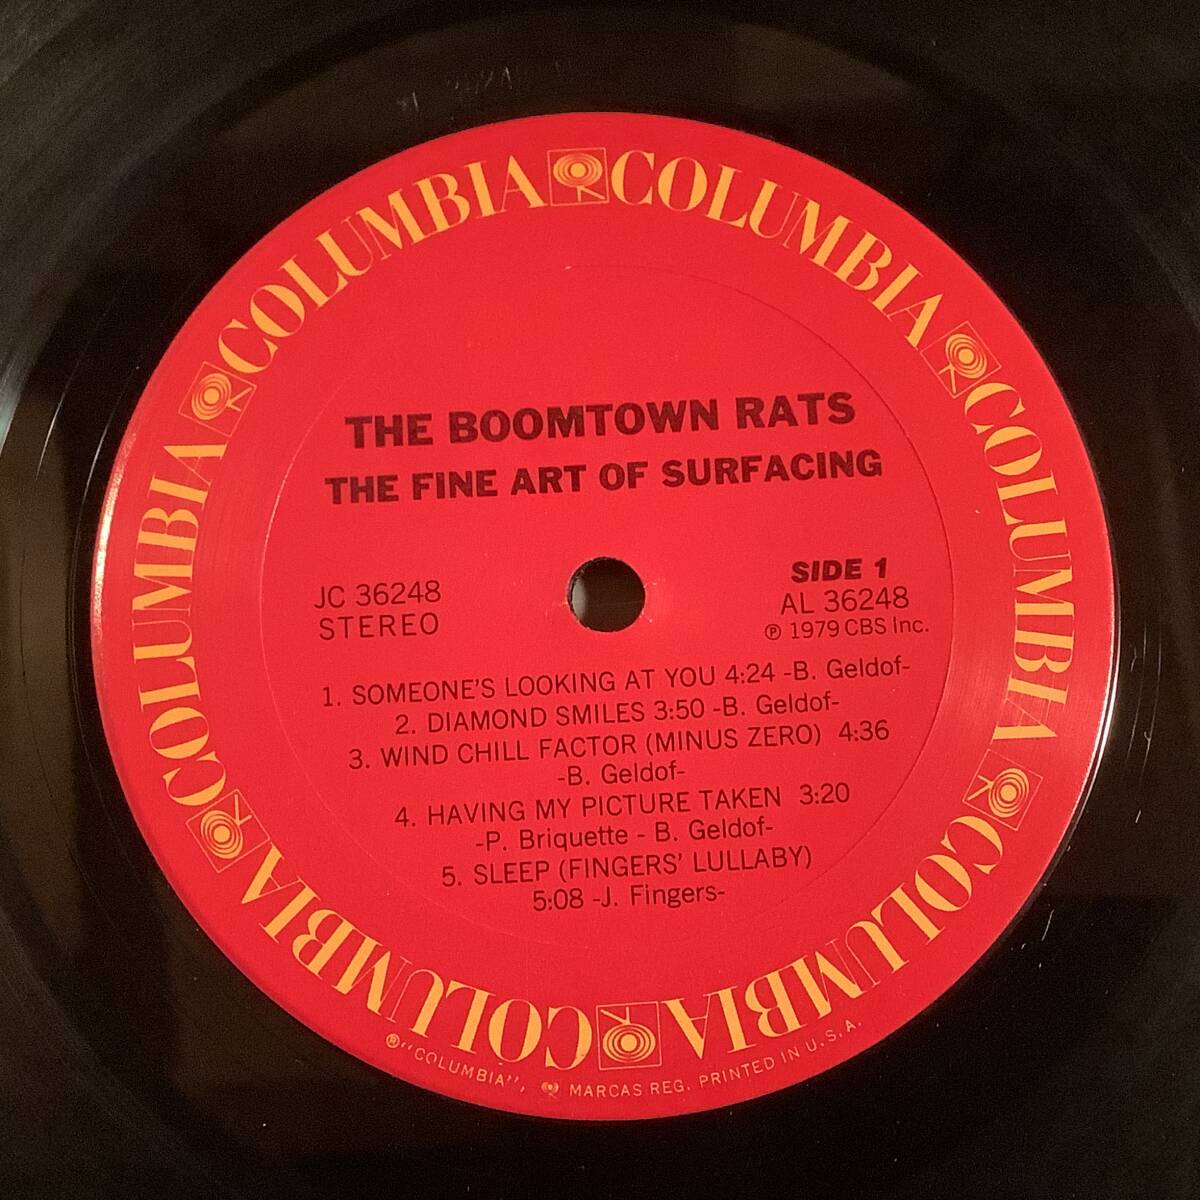 COLUMBIA COLUMBIA COLUMBIA COLUMBIA COLUMBIA COLUMBIA
THE BOOMTOWN RATS
THE FINE ART OF SURFACING
JC 36248
STEREO
SIDE 1
AL 36248
℗ 1979 CBS Inc.
1. SOMEONE'S LOOKING AT YOU 4:24 -B. Geldof-
2. DIAMOND SMILES 3:50 -B. Geldof-
3. WIND CHILL FACTOR (MINUS ZERO) 4:36
-B. Geldof-
4. HAVING MY PICTURE TAKEN 3:20
-P. Briquette - B. Geldof-
5. SLEEP (FINGERS' LULLABY)
5:08 -J. Fingers-
®"COLUMBIA", MARCAS REG. PRINTED IN U.S.A.